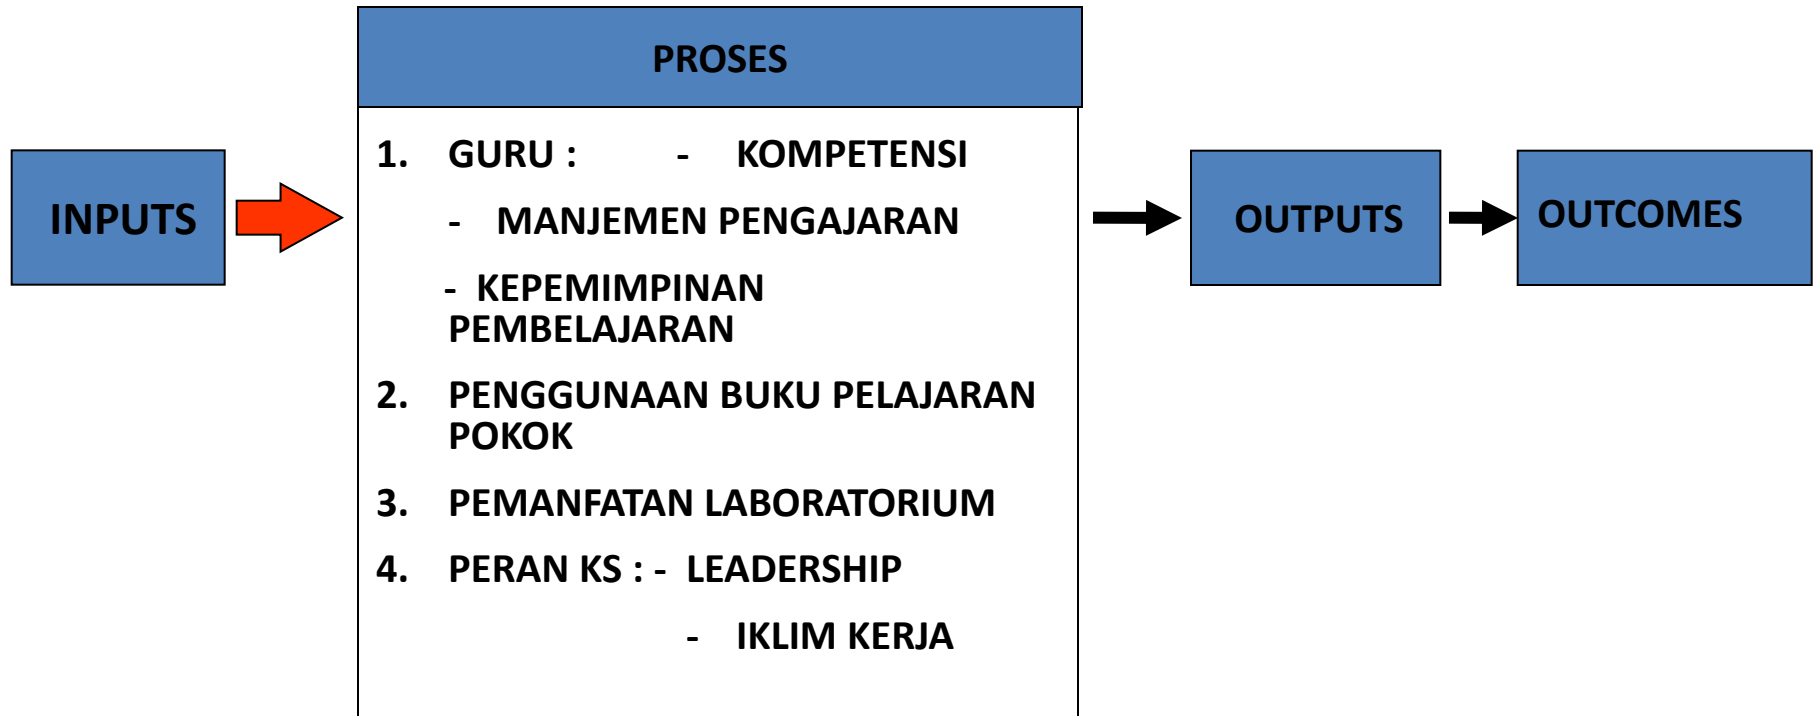 PROSES
INPUTS
1. GURU : - KOMPETENSI
- MANJEMEN PENGAJARAN
- KEPEMIMPINAN
PEMBELAJARAN
2. PENGGUNAAN BUKU PELAJARAN
POKOK
3. PEMANFATAN LABORATORIUM
4. PERAN KS : - LEADERSHIP
- IKLIM KERJA
OUTPUTS
OUTCOMES